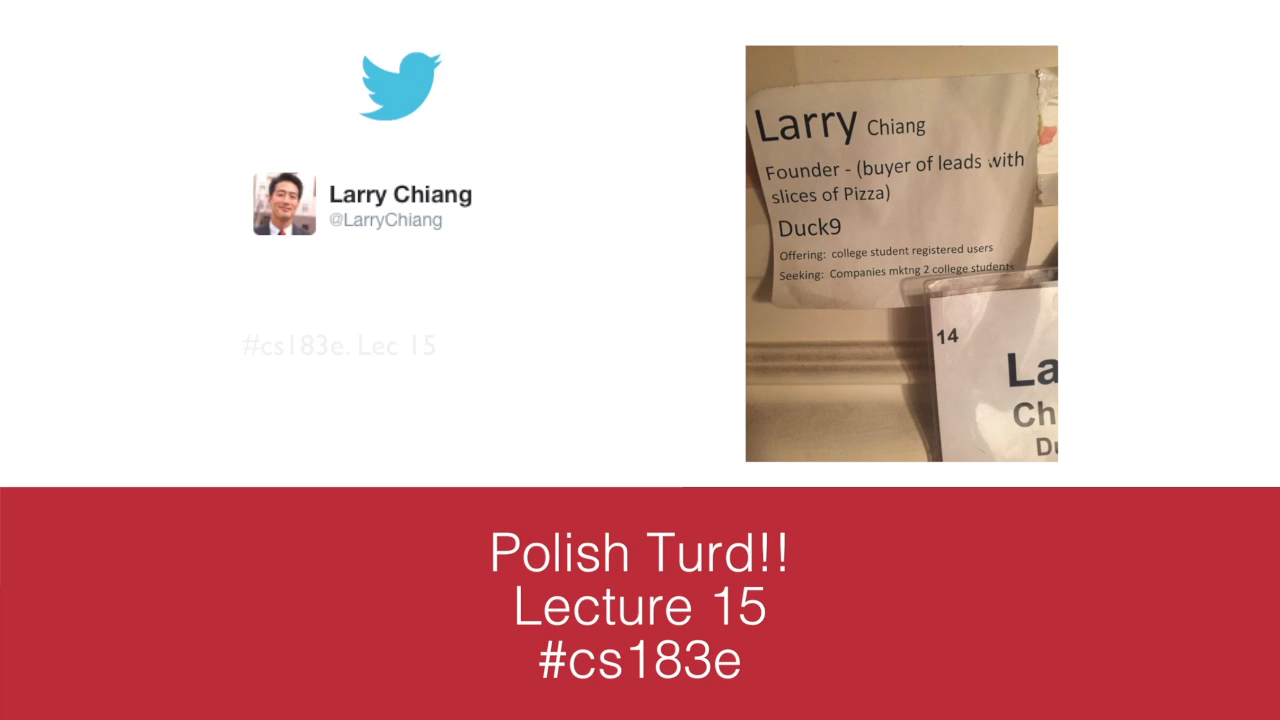 Larry Chiang
@LarryChiang
#cs183e. Lec 15
Larry Chiang
Founder - (buyer of leads with
slices of Pizza)
Duck9
Offering: college student registered users
Seeking: Companies mktng 2 college students
14
La
Ch
Du
Polish Turd!!
Lecture 15
#cs183e